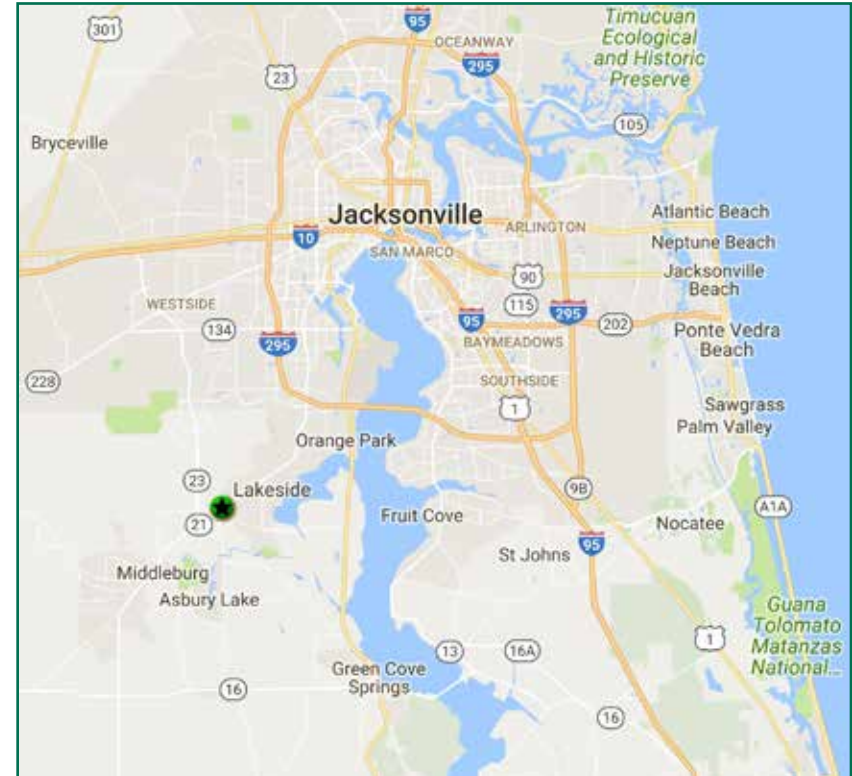 Timucuan
Ecological
and Historic
Preserve
95
301
OCEANWAY
295
23
105
Bryceville
Jacksonville
ARLINGTON
Atlantic Beach
10
SAN MARCO
Neptune Beach
90
Jacksonville
Beach
WESTSIDE
115
134
95
295
202
Ponte Vedra
Beach
295
BAYMEADOWS
228
SOUTHSIDE
1
Sawgrass
Palm Valley
Orange Park
23
Lakeside
9B
A1A
21
Fruit Cove
Nocatee
95
St Johns
Middleburg
Asbury Lake
Guana
Tolomato
Matanzas
National...
1
13
16A
Green Cove
Springs
16
16